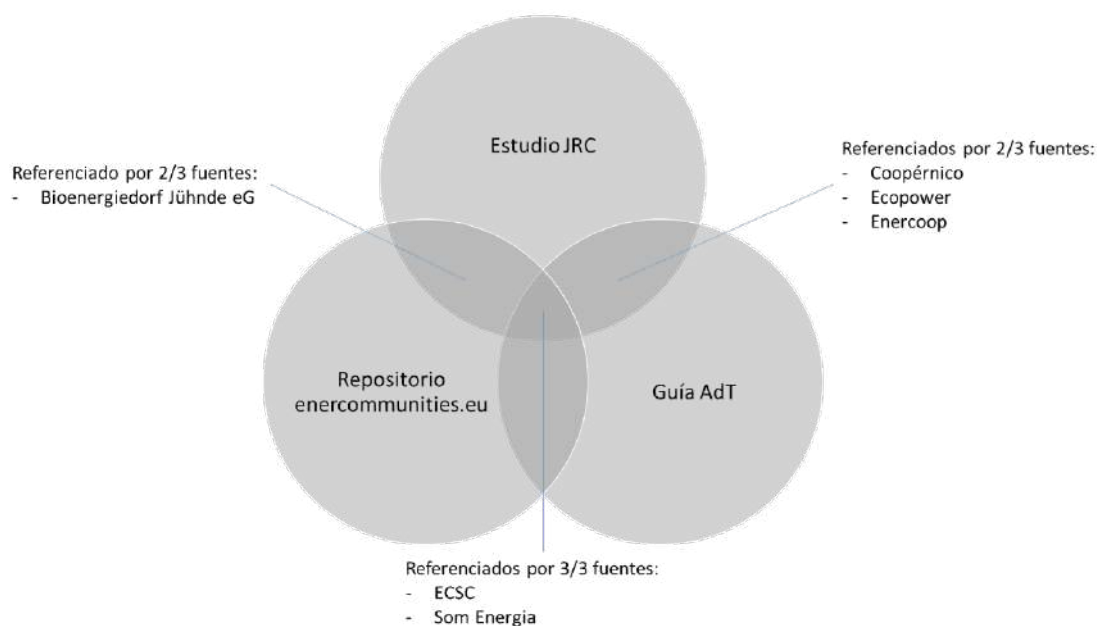 Estudio JRC
Referenciado por 2/3 fuentes:
- Bioenergiedorf Jühnde eG
Referenciados por 2/3 fuentes:
- Coopérnico
- Ecopower
- Enercoop
Repositorio
enercommunities.eu
Guía AdT
Referenciados por 3/3 fuentes:
- ECSC
- Som Energia